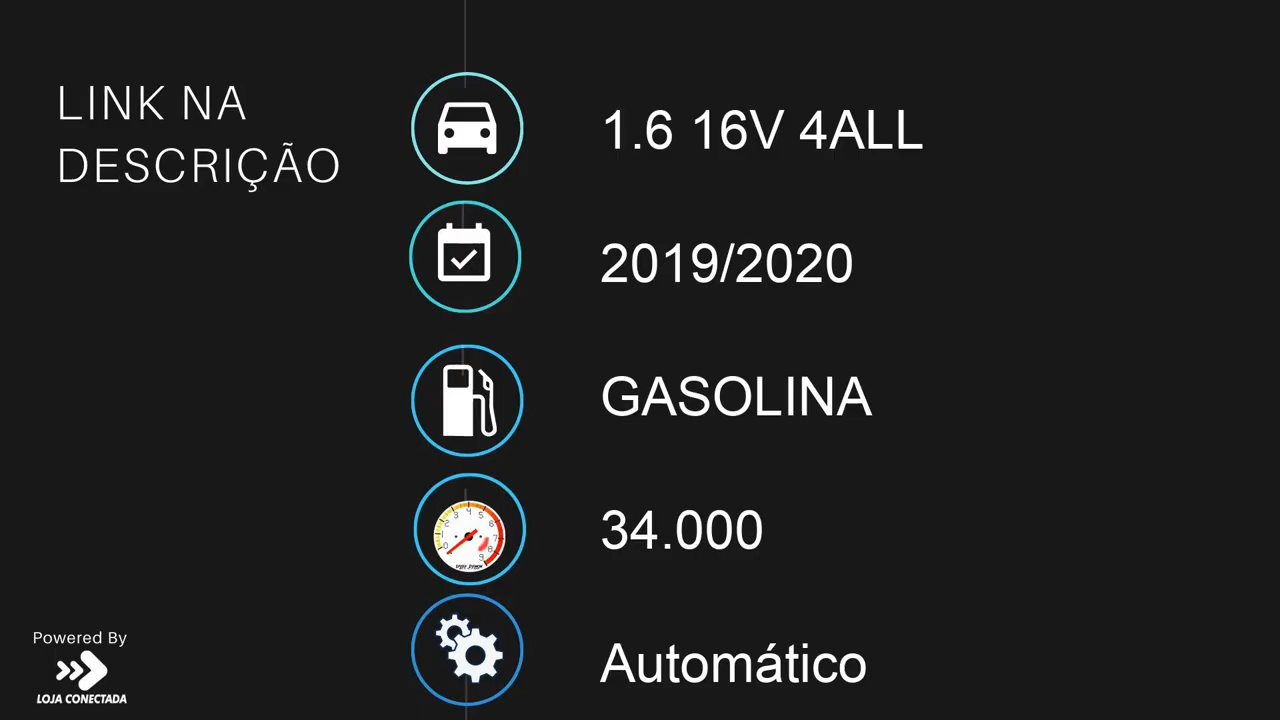 LINK NA
DESCRIÇÃO
1.6 16V 4ALL
2019/2020
GASOLINA
34.000
Automático
Powered By
LOJA CONECTADA